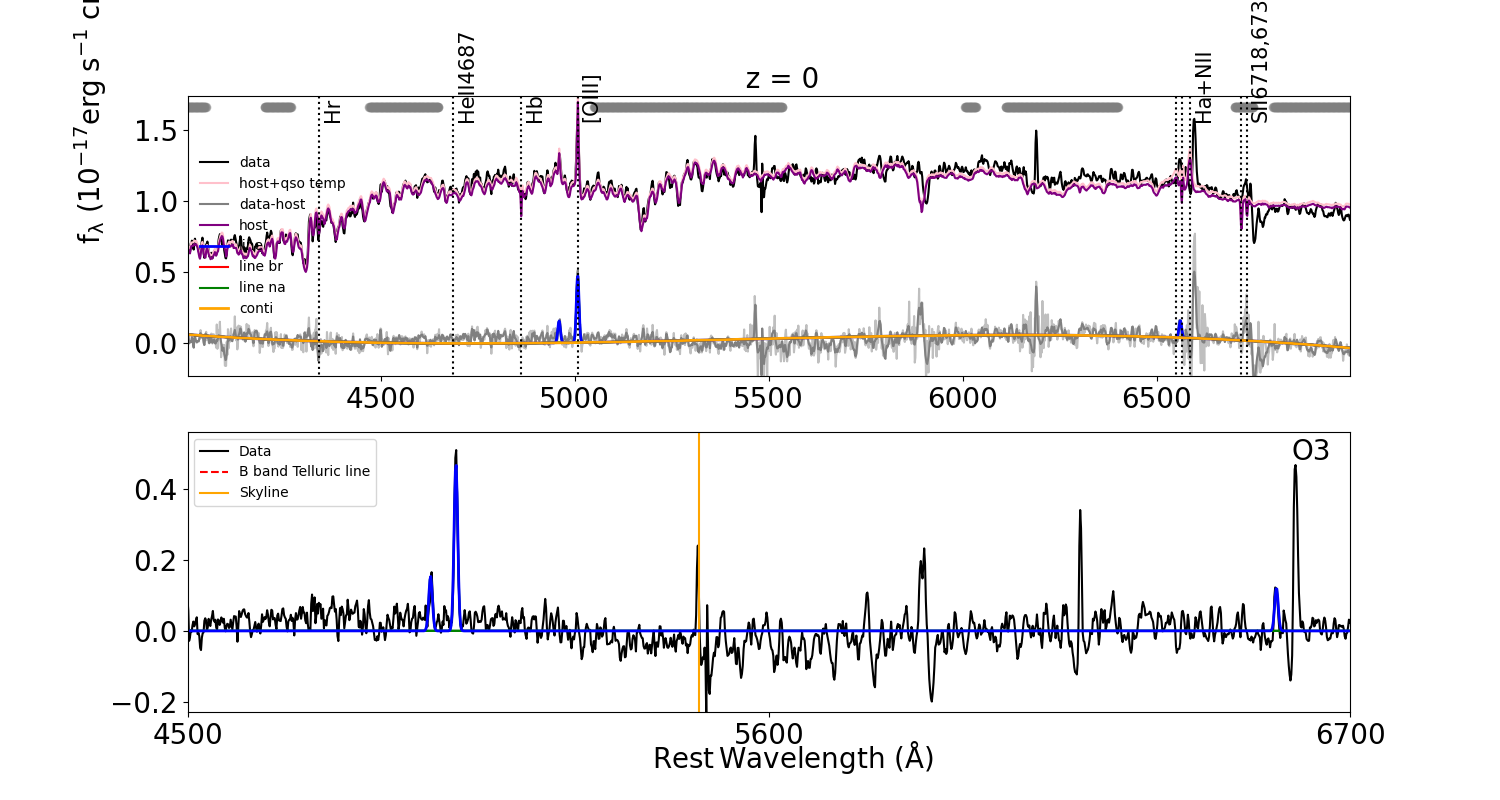 z = 0
fλ (10⁻¹⁷erg s⁻¹ c
Hr
HeII4687
Hb
[OIII]
Ha+NII
SII6718,673
data
host+qso temp
data-host
host
line br
line na
conti
1.5
1.0
0.5
0.0
4500
5000
5500
6000
6500
O3
Data
B band Telluric line
Skyline
0.4
0.2
0.0
−0.2
4500
5600
6700
Rest Wavelength (Å)